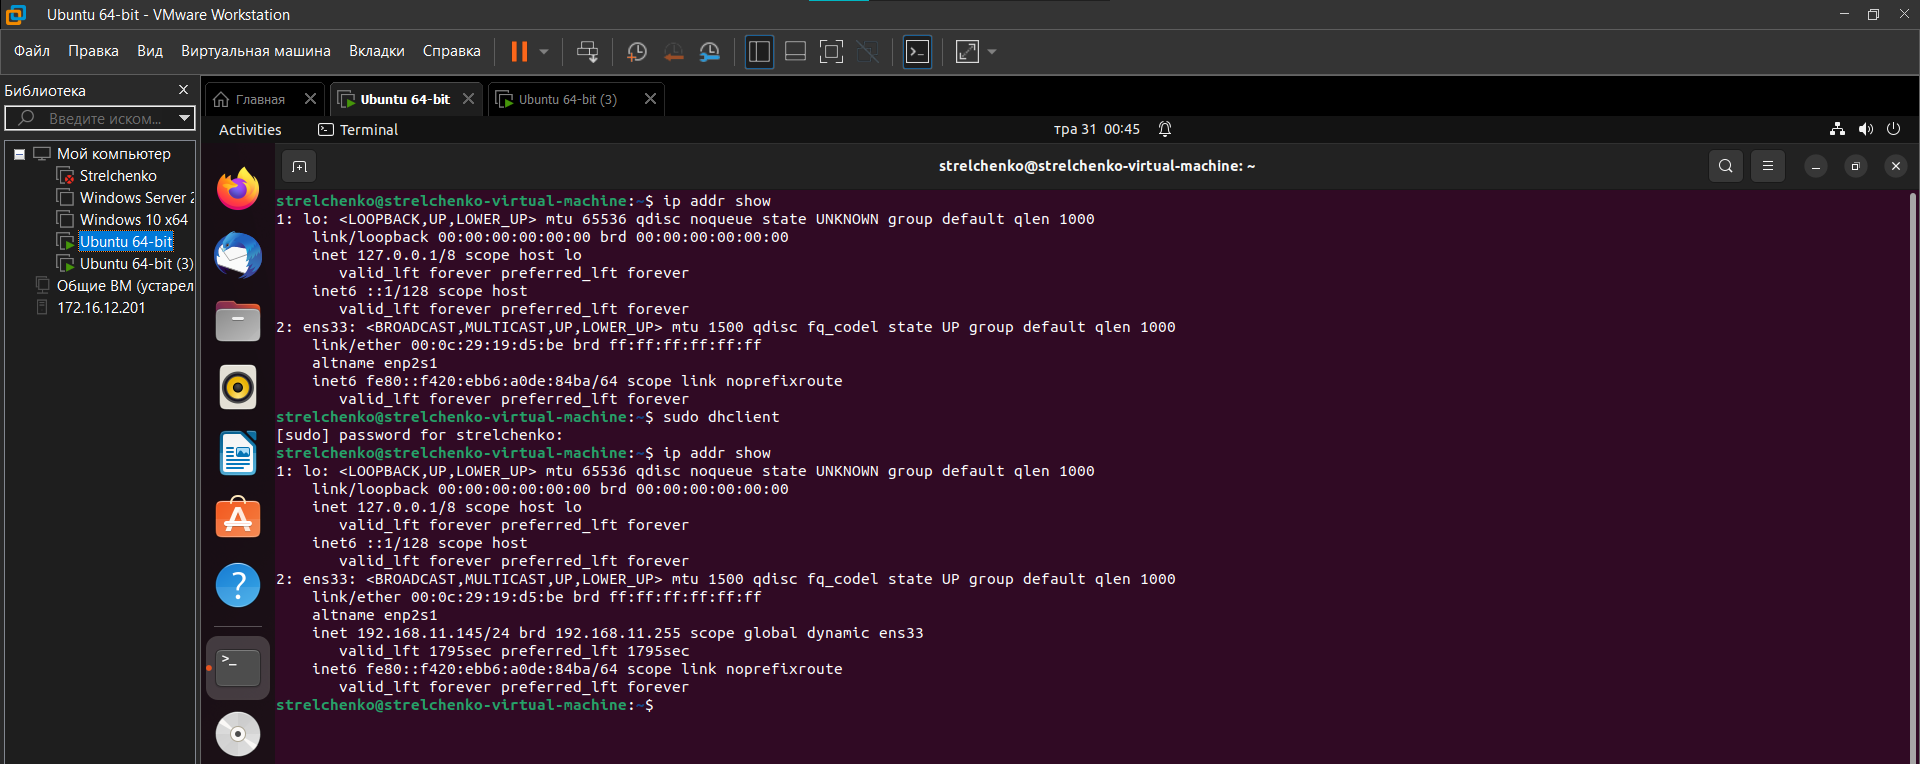 Ubuntu 64-bit - VMware Workstation
Файл Правка Вид Виртуальная машина Вкладки Справка
Библиотека
Введите иском...
Мой компьютер
Strelchenko
Windows Server 2
Windows 10 x64
Ubuntu 64-bit
Ubuntu 64-bit (3)
Общие ВМ (устарел
172.16.12.201
Главная
Ubuntu 64-bit
Ubuntu 64-bit (3)
Activities
Terminal
тра 31 00:45
strelchenko@strelchenko-virtual-machine: ~
strelchenko@strelchenko-virtual-machine:~$ ip addr show
1: lo: <LOOPBACK,UP,LOWER_UP> mtu 65536 qdisc noqueue state UNKNOWN group default qlen 1000
link/loopback 00:00:00:00:00:00 brd 00:00:00:00:00:00
inet 127.0.0.1/8 scope host lo
valid_lft forever preferred_lft forever
inet6 ::1/128 scope host
valid_lft forever preferred_lft forever
2: ens33: <BROADCAST,MULTICAST,UP,LOWER_UP> mtu 1500 qdisc fq_codel state UP group default qlen 1000
link/ether 00:0c:29:19:d5:be brd ff:ff:ff:ff:ff:ff
altname enp2s1
inet6 fe80::f420:ebb6:a0de:84ba/64 scope link noprefixroute
valid_lft forever preferred_lft forever
strelchenko@strelchenko-virtual-machine:~$ sudo dhclient
[sudo] password for strelchenko:
strelchenko@strelchenko-virtual-machine:~$ ip addr show
1: lo: <LOOPBACK,UP,LOWER_UP> mtu 65536 qdisc noqueue state UNKNOWN group default qlen 1000
link/loopback 00:00:00:00:00:00 brd 00:00:00:00:00:00
inet 127.0.0.1/8 scope host lo
valid_lft forever preferred_lft forever
inet6 ::1/128 scope host
valid_lft forever preferred_lft forever
2: ens33: <BROADCAST,MULTICAST,UP,LOWER_UP> mtu 1500 qdisc fq_codel state UP group default qlen 1000
link/ether 00:0c:29:19:d5:be brd ff:ff:ff:ff:ff:ff
altname enp2s1
inet 192.168.11.145/24 brd 192.168.11.255 scope global dynamic ens33
valid_lft 1795sec preferred_lft 1795sec
inet6 fe80::f420:ebb6:a0de:84ba/64 scope link noprefixroute
valid_lft forever preferred_lft forever
strelchenko@strelchenko-virtual-machine:~$